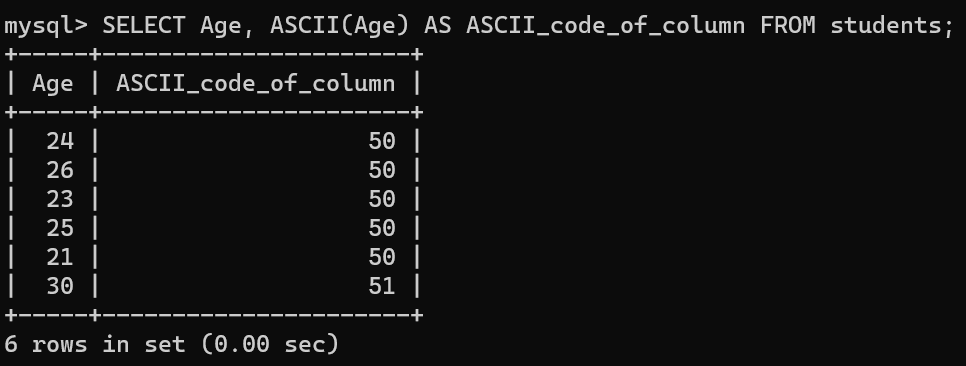 mysql> SELECT Age, ASCII(Age) AS ASCII_code_of_column FROM students;
+-----+----------------------+
| Age | ASCII_code_of_column |
+-----+----------------------+
|  24 |                   50 |
|  26 |                   50 |
|  23 |                   50 |
|  25 |                   50 |
|  21 |                   50 |
|  30 |                   51 |
+-----+----------------------+
6 rows in set (0.00 sec)